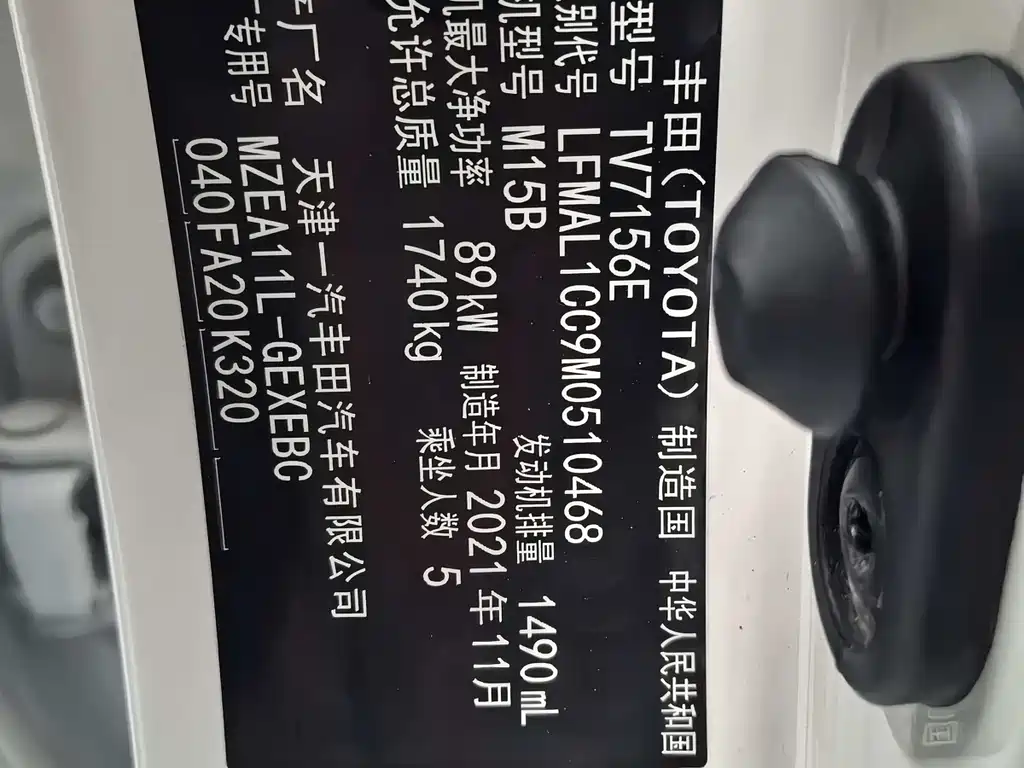 丰田(TOYOTA) 制造国 中华人民共和国
型号 TV7156E
别代号 LFMAL1CC9M0510468
机型号 M15B 发动机排量 1490mL
机最大净功率 89kW 制造年月 2021年11月
允许总质量 1740kg 乘坐人数 5
产厂名 天津一汽丰田汽车有限公司
专用号 MZEA11L-GEXEBC
040FA20K320
国